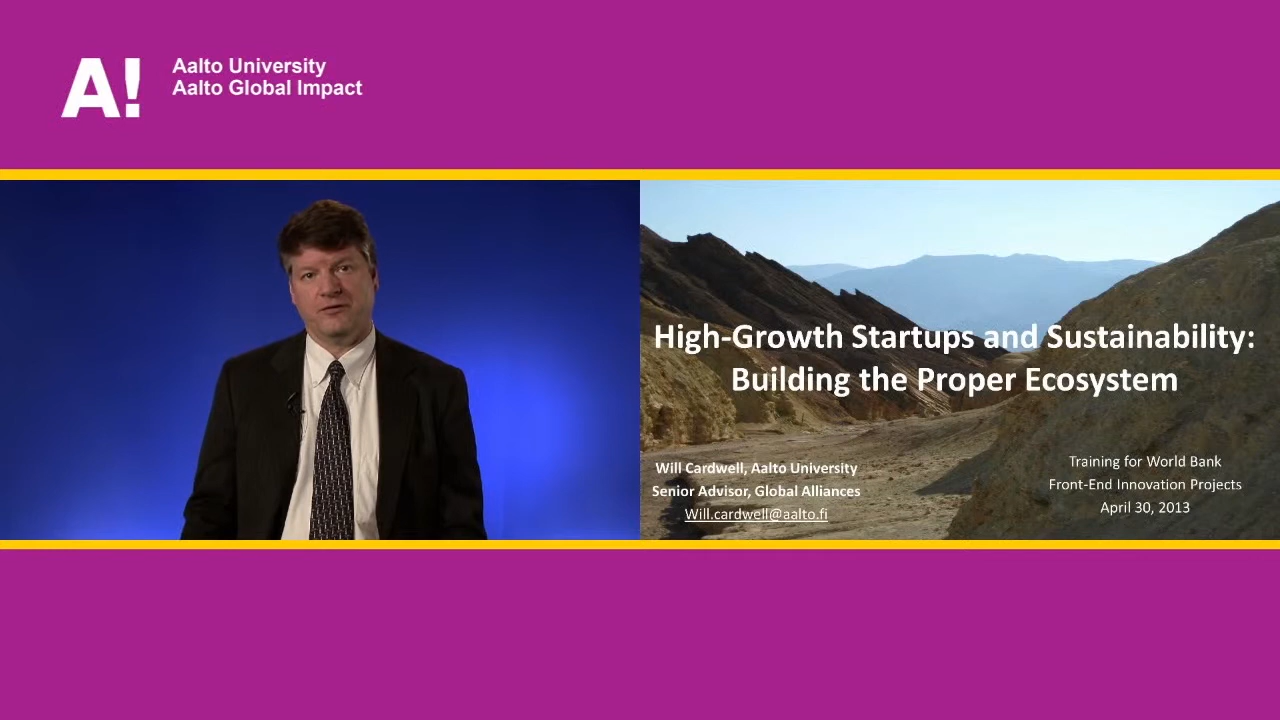 A!
Aalto University
Aalto Global Impact
High-Growth Startups and Sustainability:
Building the Proper Ecosystem
Will Cardwell, Aalto University
Senior Advisor, Global Alliances
Will.cardwell@aalto.fi
Training for World Bank
Front-End Innovation Projects
April 30, 2013